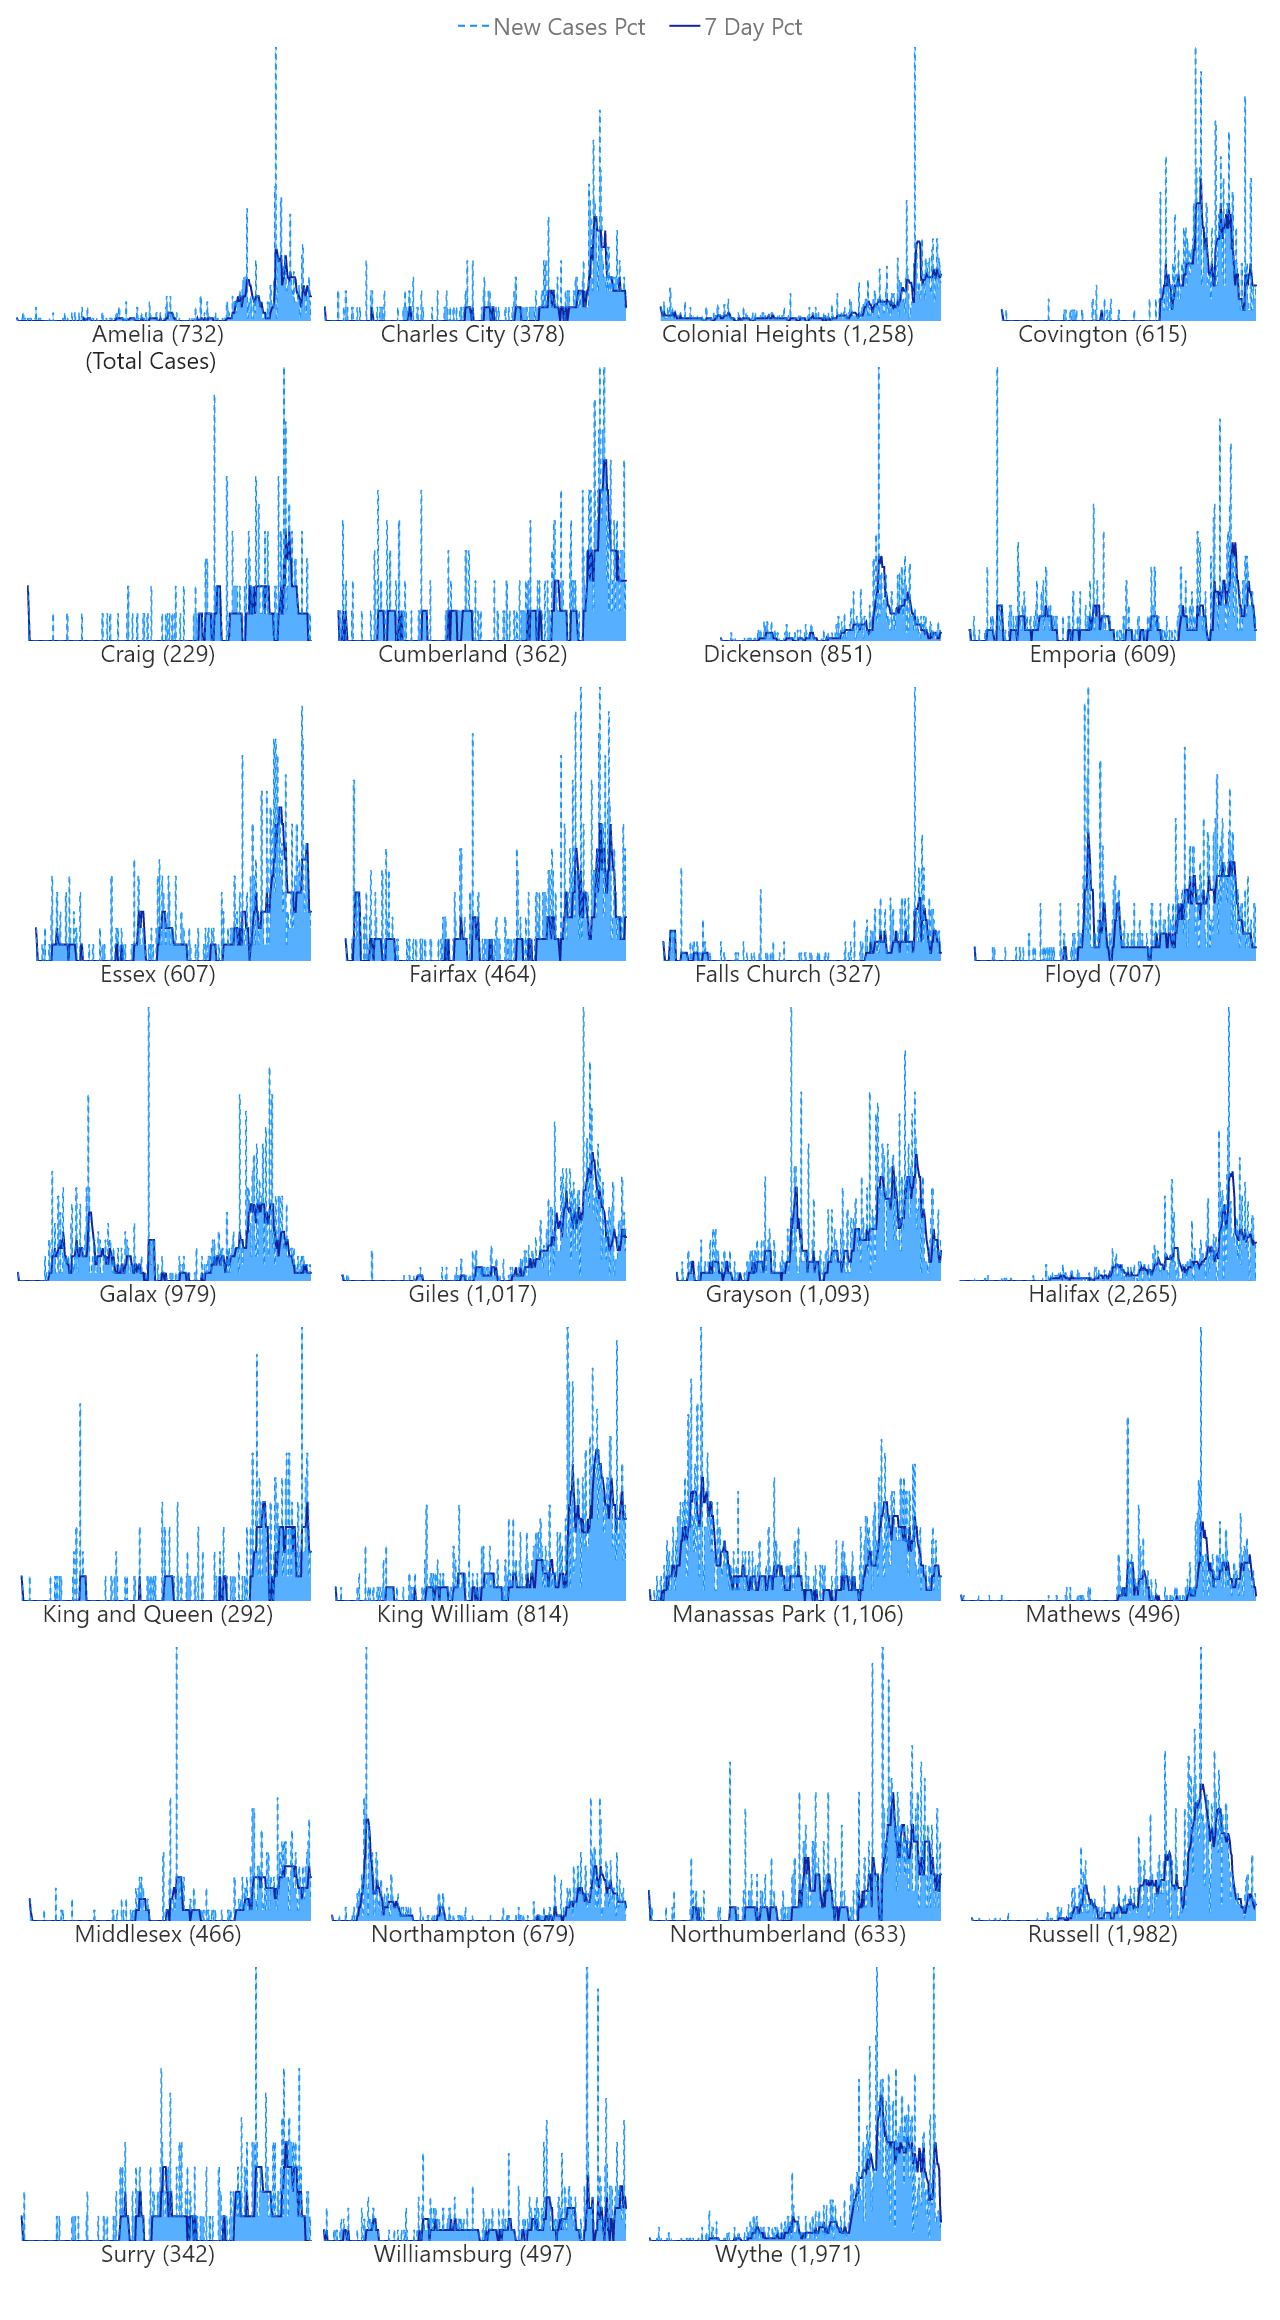 New Cases Pct 7 Day Pct
Amelia (732) Charles City (378) Colonial Heights (1,258) Covington (615)
(Total Cases)
Craig (229) Cumberland (362) Dickenson (851) Emporia (609)
Essex (607) Fairfax (464) Falls Church (327) Floyd (707)
Galax (979) Giles (1,017) Grayson (1,093) Halifax (2,265)
King and Queen (292) King William (814) Manassas Park (1,106) Mathews (496)
Middlesex (466) Northampton (679) Northumberland (633) Russell (1,982)
Surry (342) Williamsburg (497) Wythe (1,971)